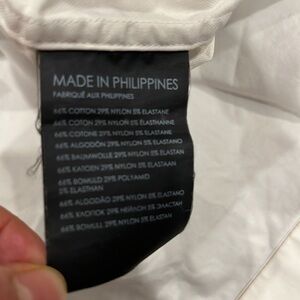 MADE IN PHILIPPINES
FABRIQUÉ AUX PHILIPPINES
66% COTTON 29% NYLON 5% ELASTANE
66% COTON 29% NYLON 5% ÉLASTHANNE
66% COTONE 29% NYLON 5% ELASTAN
66% ALGODÓN 29% NYLON 5% ELASTANO
66% BAUMWOLLE 29% NYLON 5% ELASTAN
66% KATOEN 29% NYLON 5% ELASTAAN
66% BOMULD 29% POLYAMID
5% ELASTHAN
66% ALGODÃO 29% NYLON 5% ELASTANO
66% ХЛОПОК 29% НЕЙЛОН 5% ЭЛАСТАН
66% BOMULL 29% NYLON 5% ELASTAN